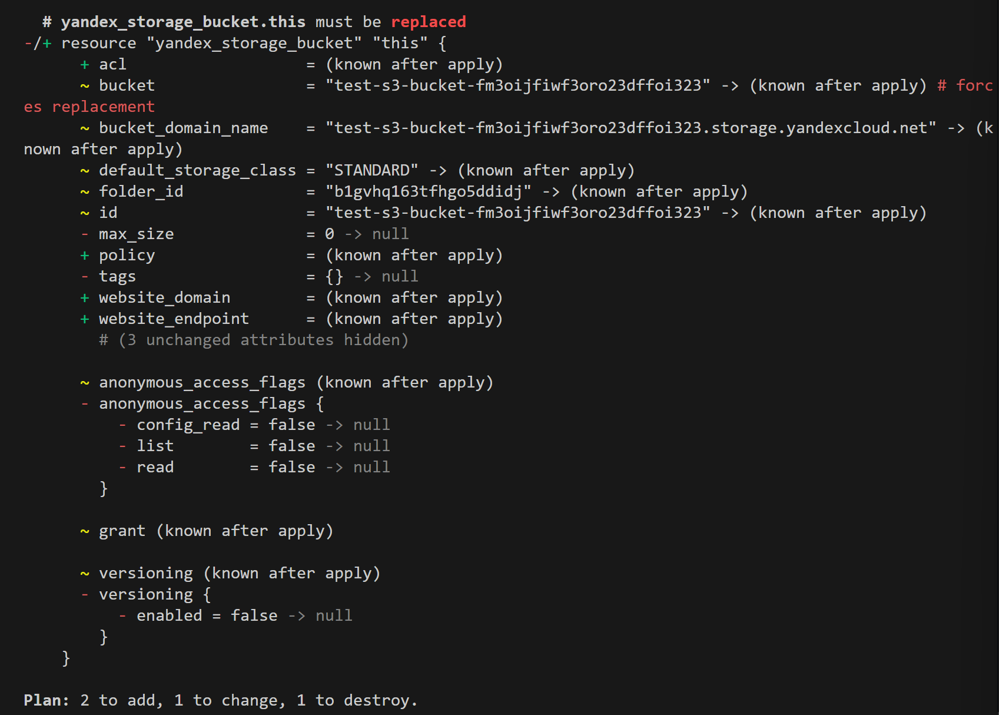 # yandex_storage_bucket.this must be replaced
-/+ resource "yandex_storage_bucket" "this" {
+ acl = (known after apply)
~ bucket = "test-s3-bucket-fm3oijfiwf3oro23dffoi323" -> (known after apply) # forc
es replacement
~ bucket_domain_name = "test-s3-bucket-fm3oijfiwf3oro23dffoi323.storage.yandexcloud.net" -> (k
nown after apply)
~ default_storage_class = "STANDARD" -> (known after apply)
~ folder_id = "b1gvhq163tfhgo5ddidj" -> (known after apply)
~ id = "test-s3-bucket-fm3oijfiwf3oro23dffoi323" -> (known after apply)
- max_size = 0 -> null
+ policy = (known after apply)
- tags = {} -> null
+ website_domain = (known after apply)
+ website_endpoint = (known after apply)
# (3 unchanged attributes hidden)
~ anonymous_access_flags (known after apply)
- anonymous_access_flags {
- config_read = false -> null
- list = false -> null
- read = false -> null
}
~ grant (known after apply)
~ versioning (known after apply)
- versioning {
- enabled = false -> null
}
}
Plan: 2 to add, 1 to change, 1 to destroy.